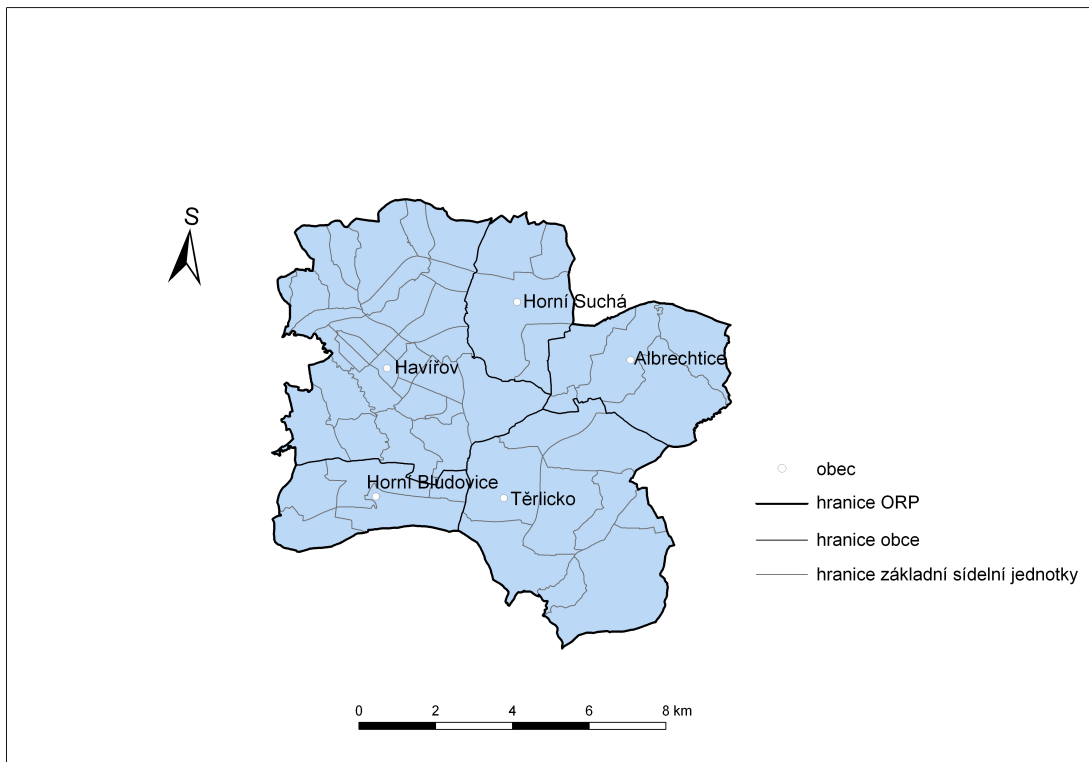 S
Horní Suchá
Albrechtice
Havířov
Horní Bludovice
Těrlicko
obec
hranice ORP
hranice obce
hranice základní sídelní jednotky
0 2 4 6 8 km